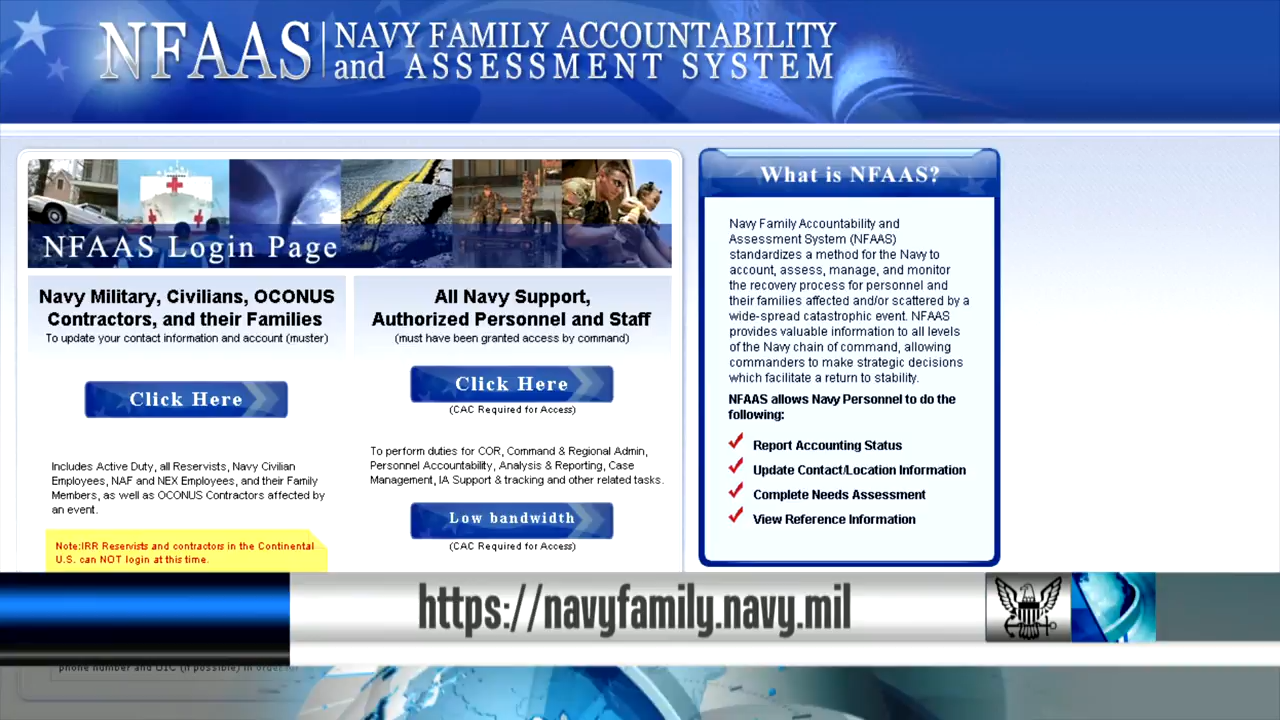 NFAAS
NAVY FAMILY ACCOUNTABILITY
and ASSESSMENT SYSTEM
NFAAS Login Page
Navy Military, Civilians, OCONUS
Contractors, and their Families
To update your contact information and account (muster)
Click Here
Includes Active Duty, all Reservists, Navy Civilian
Employees, NAF and NEX Employees, and their Family
Members, as well as OCONUS Contractors affected by
an event.
Note:IRR Reservists and contractors in the Continental
U.S. can NOT login at this time.
All Navy Support,
Authorized Personnel and Staff
(must have been granted access by command)
Click Here
(CAC Required for Access)
To perform duties for COR, Command & Regional Admin,
Personnel Accountability, Analysis & Reporting, Case
Management, IA Support & tracking and other related tasks.
Low bandwidth
(CAC Required for Access)
What is NFAAS?
Navy Family Accountability and
Assessment System (NFAAS)
standardizes a method for the Navy to
account, assess, manage, and monitor
the recovery process for personnel and
their families affected and/or scattered by a
wide-spread catastrophic event. NFAAS
provides valuable information to all levels
of the Navy chain of command, allowing
commanders to make strategic decisions
which facilitate a return to stability.
NFAAS allows Navy Personnel to do the
following:
Report Accounting Status
Update Contact/Location Information
Complete Needs Assessment
View Reference Information
https://navyfamily.navy.mil
phone number and (if possible) in order